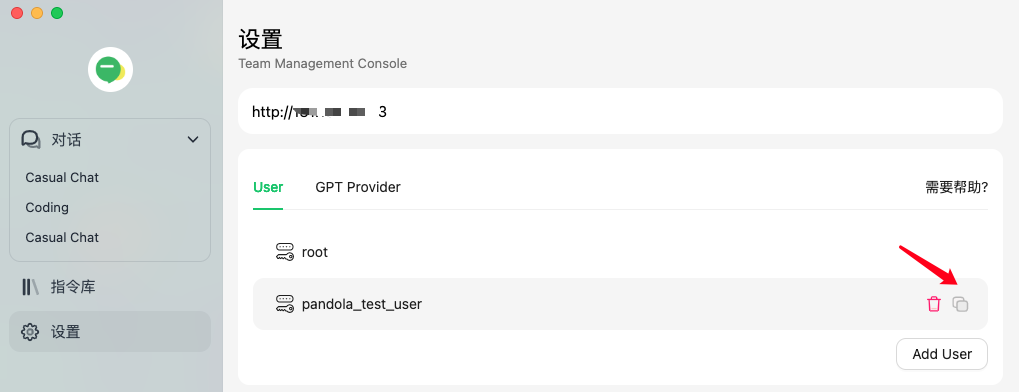 对话
Casual Chat
Coding
Casual Chat
指令库
设置
设置
Team Management Console
http:// 3
User
GPT Provider
需要帮助?
root
pandola_test_user
Add User